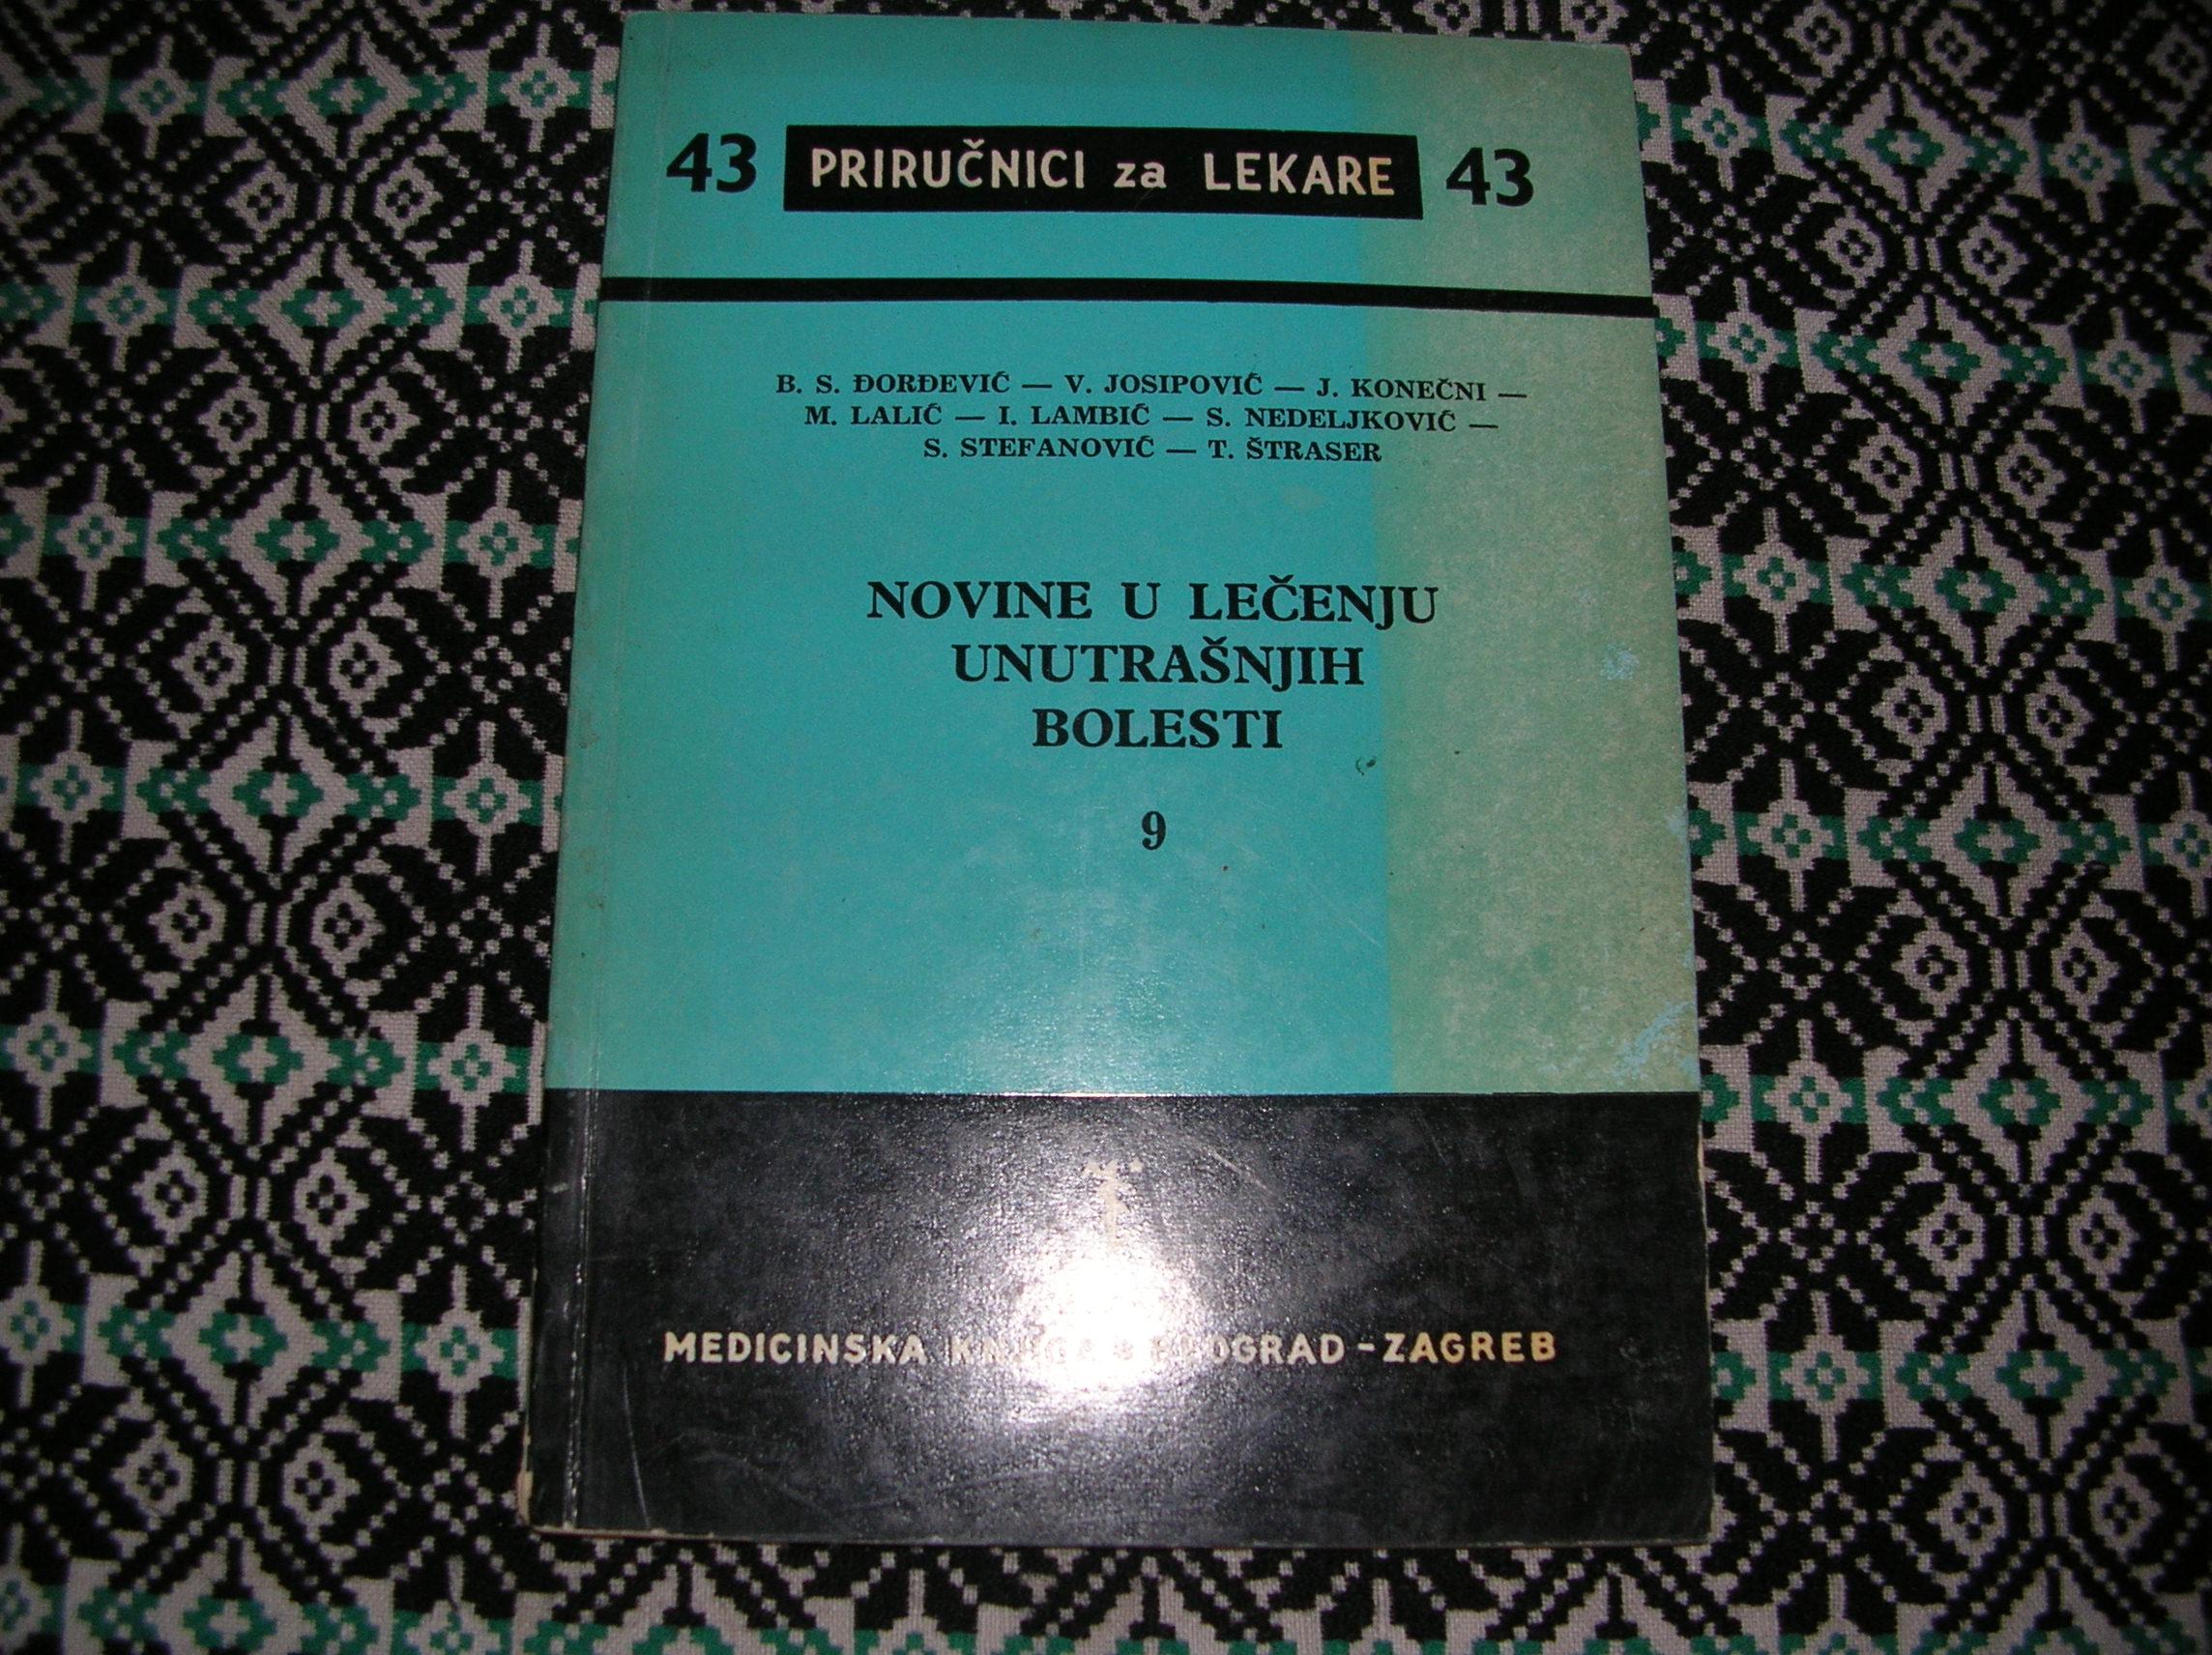 43 PRIRUČNICI za LEKARE 43
B. S. ĐORĐEVIĆ — V. JOSIPOVIĆ — J. KONEČNI —
M. LALIĆ — I. LAMBIĆ — S. NEDELJKOVIĆ —
S. STEFANOVIĆ — T. ŠTRASER
NOVINE U LEČENJU
UNUTRAŠNJIH
BOLESTI
9
MEDICINSKA BEOGRAD - ZAGREB